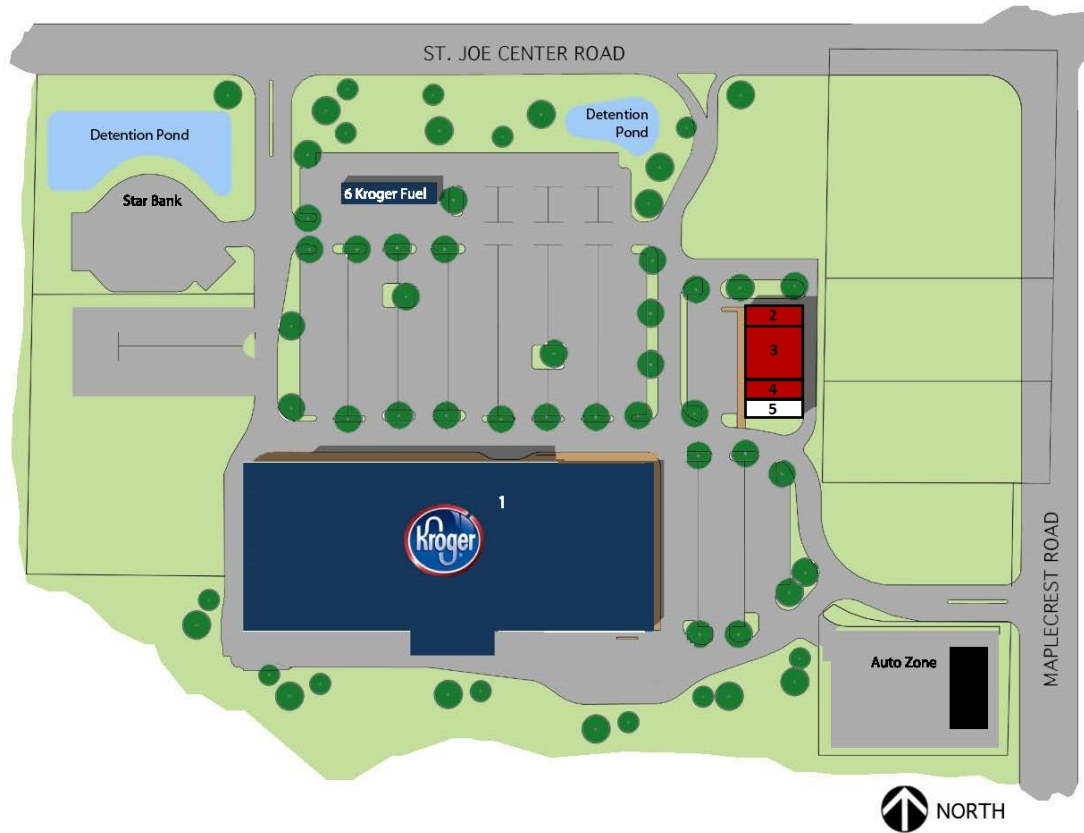 ST. JOE CENTER ROAD
Detention Pond
Detention
Pond
6 Kroger Fuel
Star Bank
2
3
4
5
1
Kroger
MAPLECREST ROAD
Auto Zone
NORTH